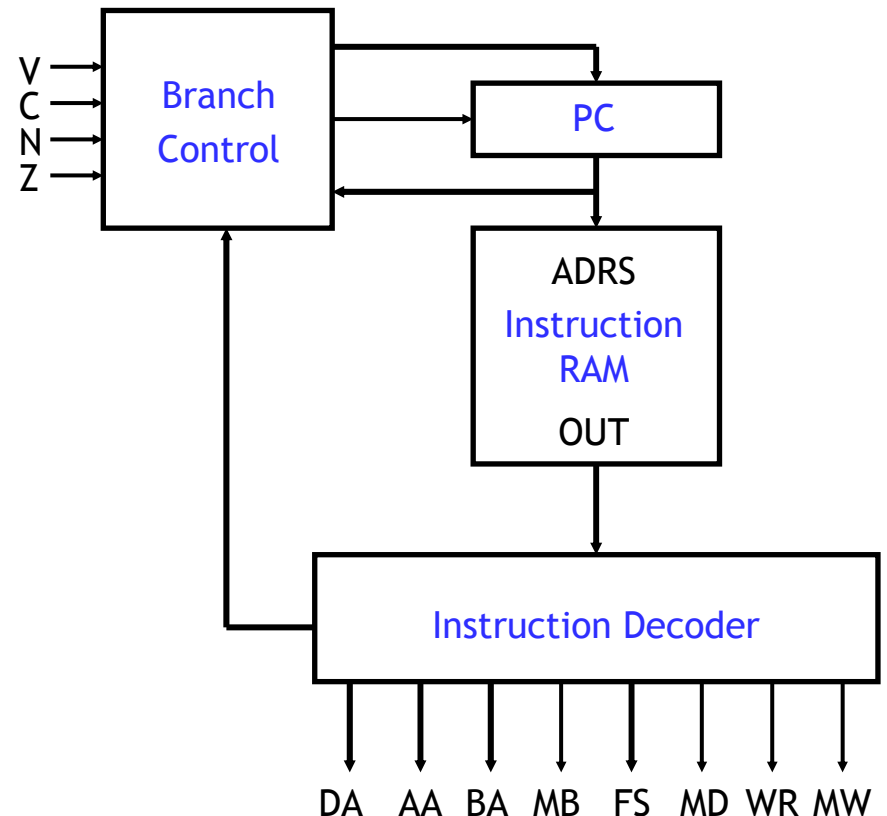 V
C
N
Z
Branch
Control
PC
ADRS
Instruction
RAM
OUT
Instruction Decoder
DA AA BA MB FS MD WR MW